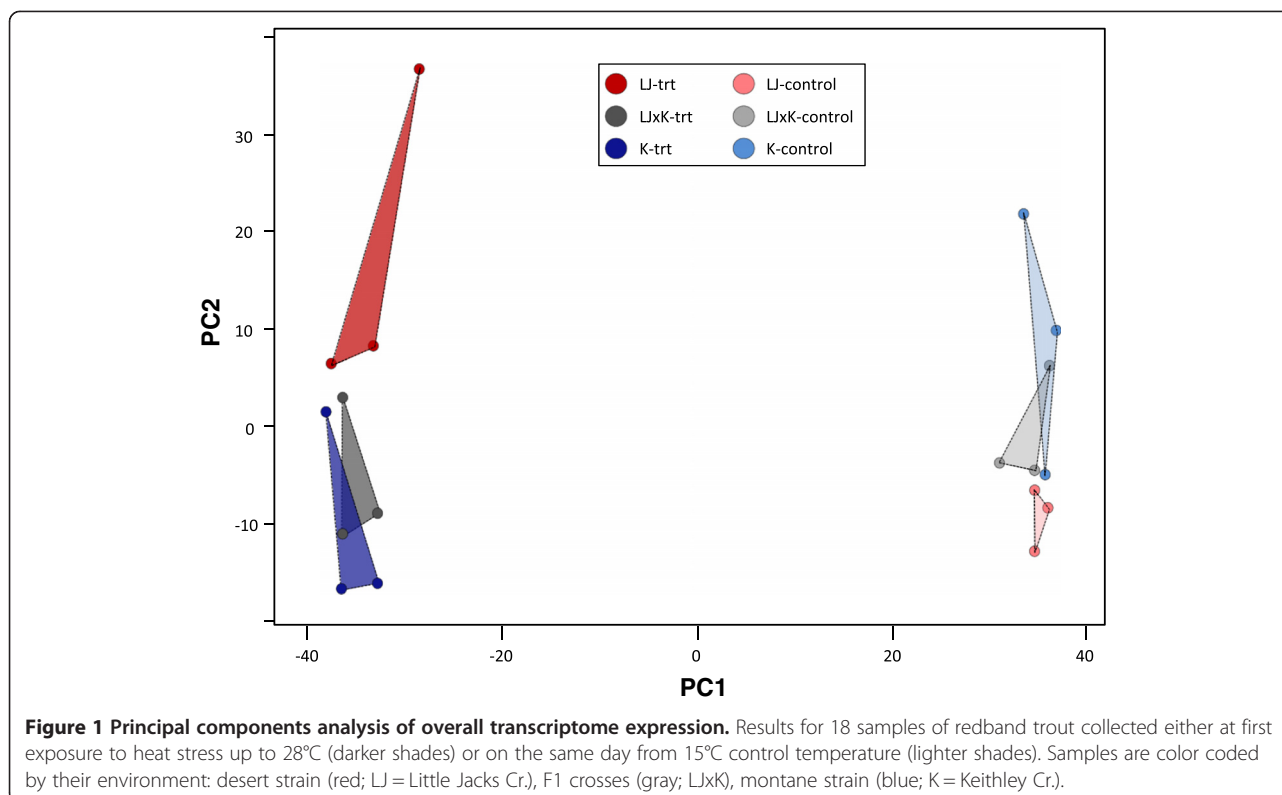 LJ-trt
LJ-control
LJxK-trt
LJxK-control
K-trt
K-control
PC2
30
20
10
0
-10
-40
-20
0
20
40
PC1
Figure 1 Principal components analysis of overall transcriptome expression. Results for 18 samples of redband trout collected either at first
exposure to heat stress up to 28°C (darker shades) or on the same day from 15°C control temperature (lighter shades). Samples are color coded
by their environment: desert strain (red; LJ = Little Jacks Cr.), F1 crosses (gray; LJxK), montane strain (blue; K = Keithley Cr.).